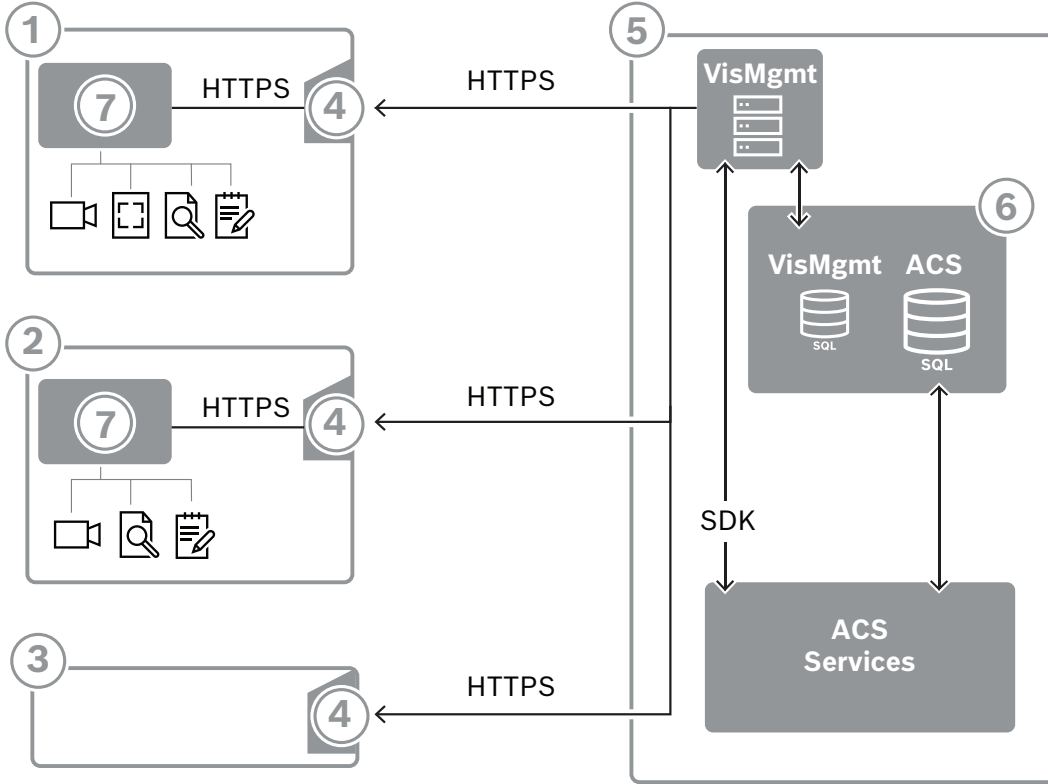 1
5
VisMgmt
7
HTTPS
4
HTTPS
6
VisMgmt
ACS
SQL
SQL
2
7
HTTPS
4
HTTPS
SDK
ACS
Services
3
4
HTTPS